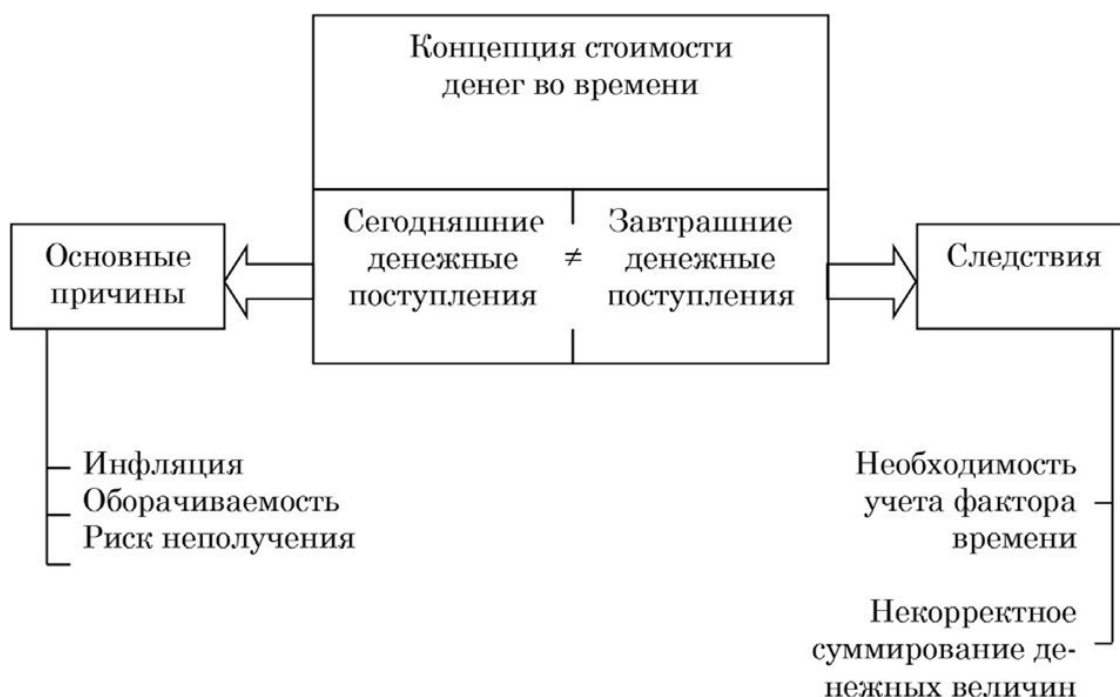 Концепция стоимости
денег во времени
Сегодняшние
денежные
поступления
≠
Завтрашние
денежные
поступления
Основные
причины
Инфляция
Оборачиваемость
Риск неполучения
Следствия
Необходимость
учета фактора
времени
Некорректное
суммирование де-
нежных величин